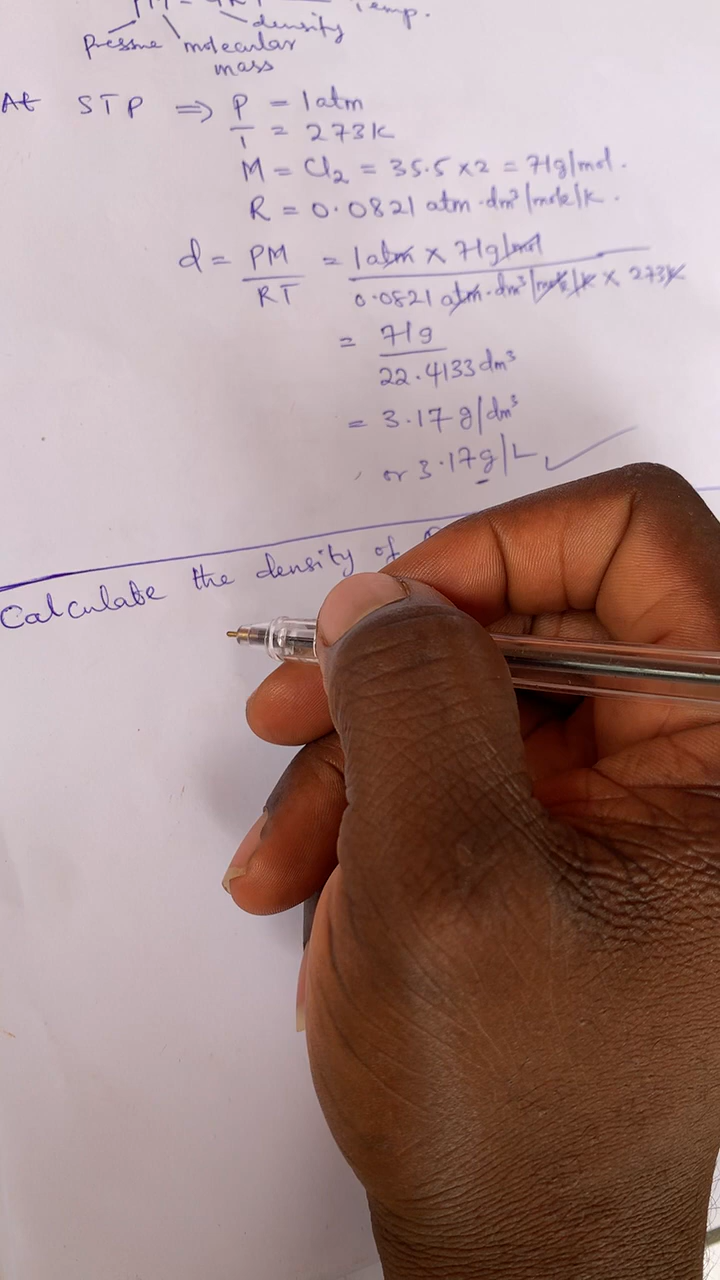 Temp.
density
Pressure molecular
mass
At STP ⇒ P = 1atm
T = 273K
M = Cl₂ = 35.5 x 2 = 71g/mol.
R = 0.0821 atm·dm³/mole/K.
d = PM = 1atm x 71g/mol
RT 0.0821 atm·dm³/mole/K x 273K
= 71g
22.4133dm³
= 3.17g/dm³
or 3.17g/L ✓
Calculate the density of